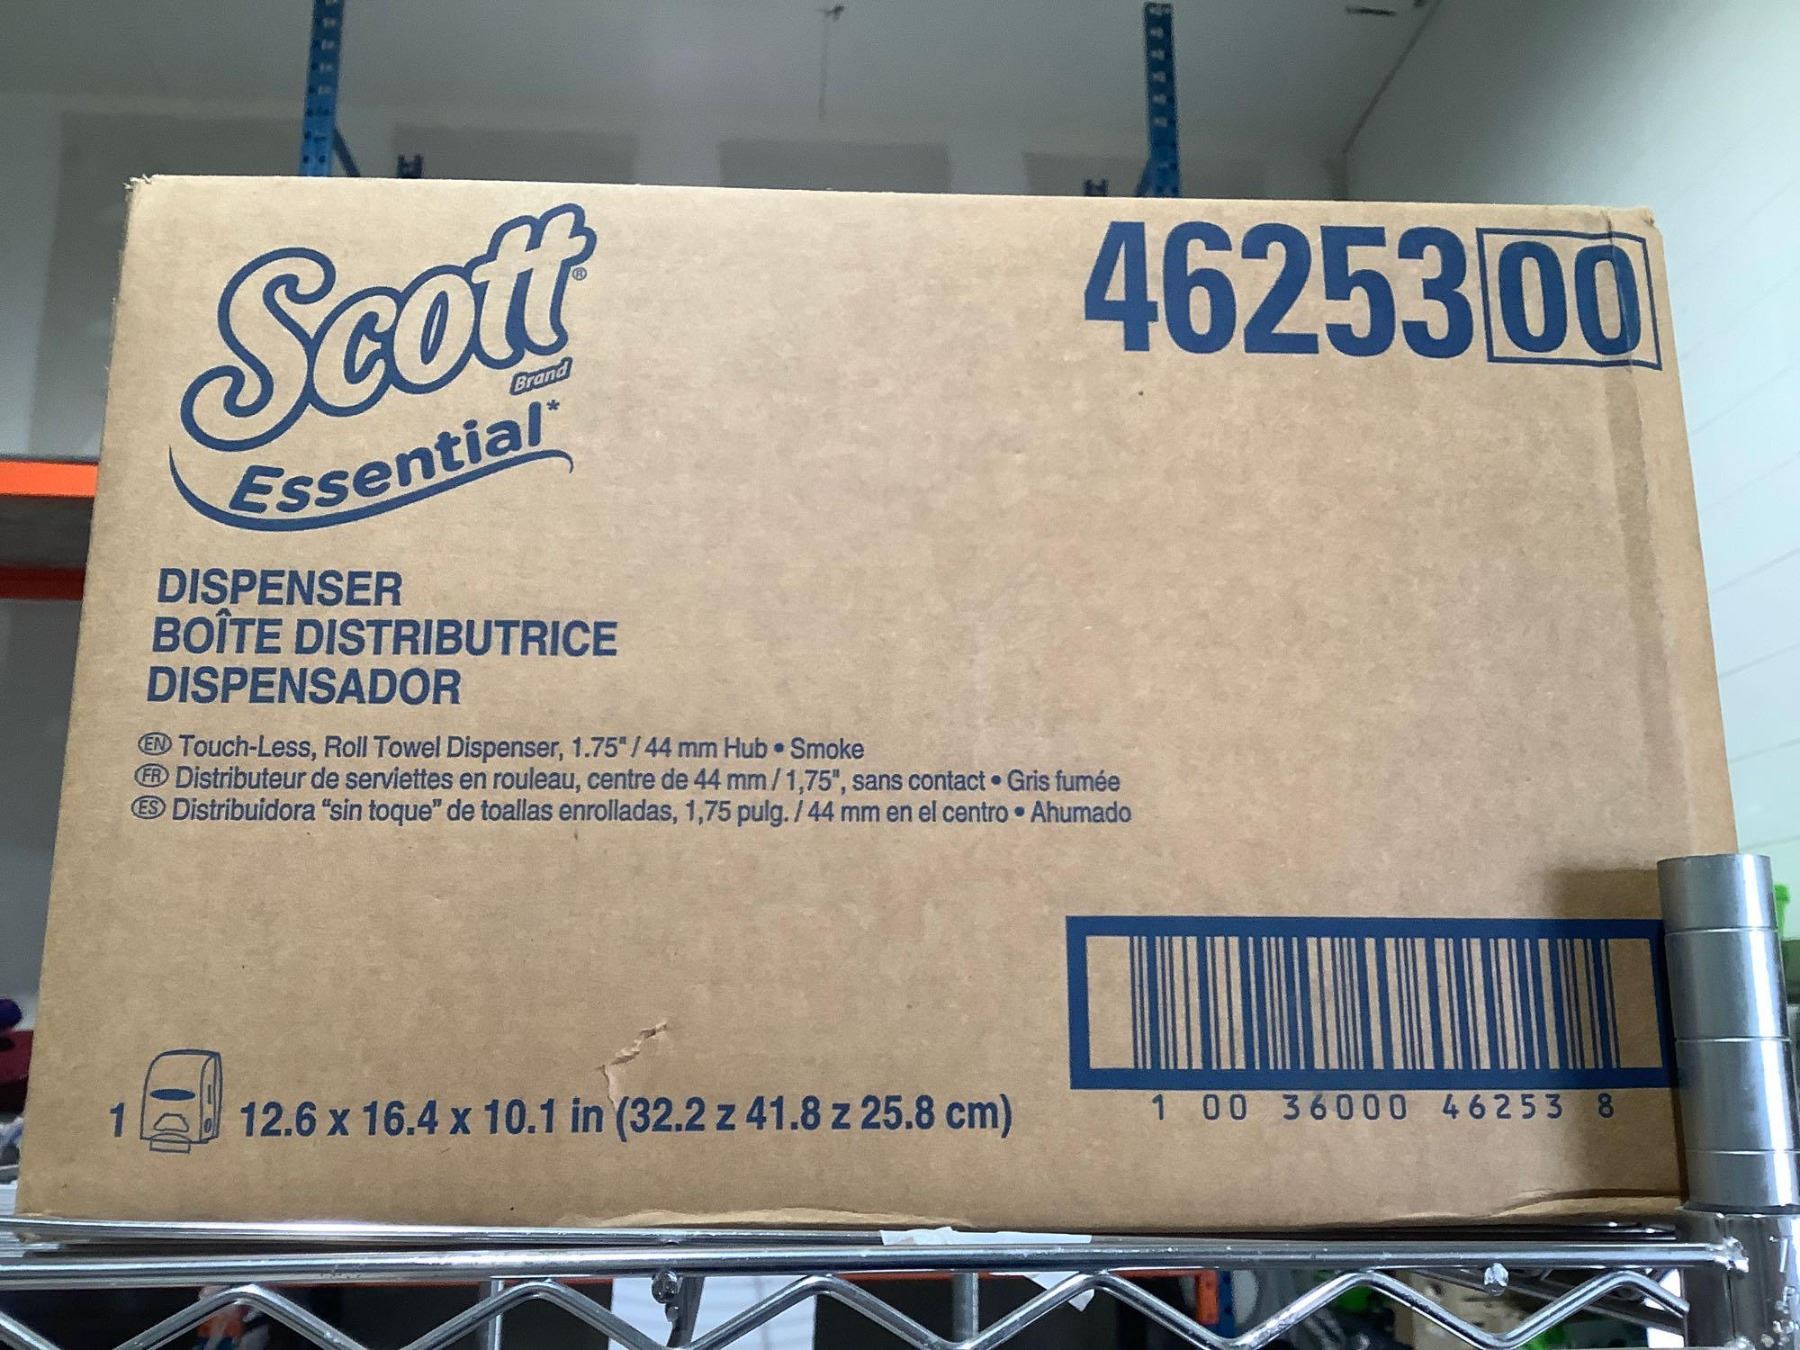 Scott®
Brand
Essential*
46253 00
DISPENSER
BOÎTE DISTRIBUTRICE
DISPENSADOR
EN Touch-Less, Roll Towel Dispenser, 1.75" / 44 mm Hub • Smoke
FR Distributeur de serviettes en rouleau, centre de 44 mm / 1,75", sans contact • Gris fumée
ES Distribuidora “sin toque” de toallas enrolladas, 1,75 pulg. / 44 mm en el centro • Ahumado
1 12.6 x 16.4 x 10.1 in (32.2 z 41.8 z 25.8 cm)
1 00 36000 46253 8